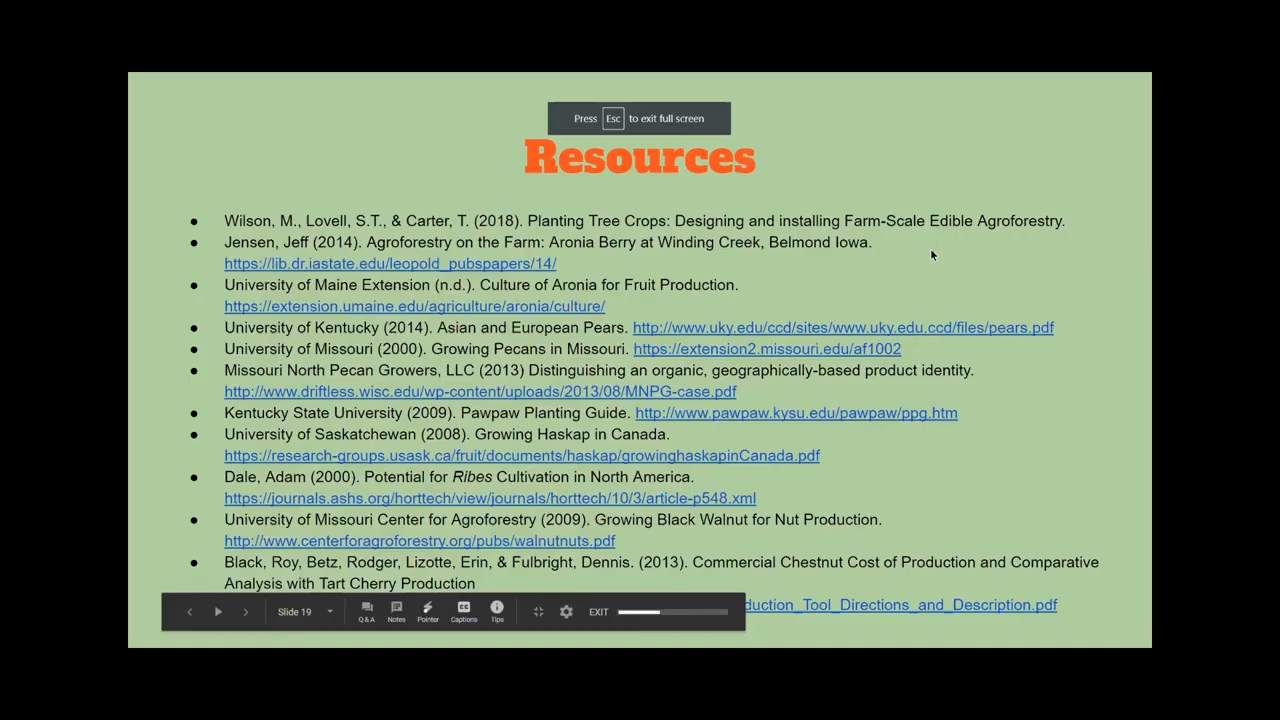 Press Esc to exit full screen
Resources
● Wilson, M., Lovell, S.T., & Carter, T. (2018). Planting Tree Crops: Designing and installing Farm-Scale Edible Agroforestry.
● Jensen, Jeff (2014). Agroforestry on the Farm: Aronia Berry at Winding Creek, Belmond Iowa.
https://lib.dr.iastate.edu/leopold_pubspapers/14/
● University of Maine Extension (n.d.). Culture of Aronia for Fruit Production.
https://extension.umaine.edu/agriculture/aronia/culture/
● University of Kentucky (2014). Asian and European Pears. http://www.uky.edu/ccd/sites/www.uky.edu.ccd/files/pears.pdf
● University of Missouri (2000). Growing Pecans in Missouri. https://extension2.missouri.edu/af1002
● Missouri North Pecan Growers, LLC (2013) Distinguishing an organic, geographically-based product identity.
http://www.driftless.wisc.edu/wp-content/uploads/2013/08/MNPG-case.pdf
● Kentucky State University (2009). Pawpaw Planting Guide. http://www.pawpaw.kysu.edu/pawpaw/ppg.htm
● University of Saskatchewan (2008). Growing Haskap in Canada.
https://research-groups.usask.ca/fruit/documents/haskap/growinghaskapinCanada.pdf
● Dale, Adam (2000). Potential for Ribes Cultivation in North America.
https://journals.ashs.org/horttech/view/journals/horttech/10/3/article-p548.xml
● University of Missouri Center for Agroforestry (2009). Growing Black Walnut for Nut Production.
http://www.centerforagroforestry.org/pubs/walnutnuts.pdf
● Black, Roy, Betz, Rodger, Lizotte, Erin, & Fulbright, Dennis. (2013). Commercial Chestnut Cost of Production and Comparative
Analysis with Tart Cherry Production
duction_Tool_Directions_and_Description.pdf
Slide 19 Q&A Notes Pointer Captions Tips EXIT